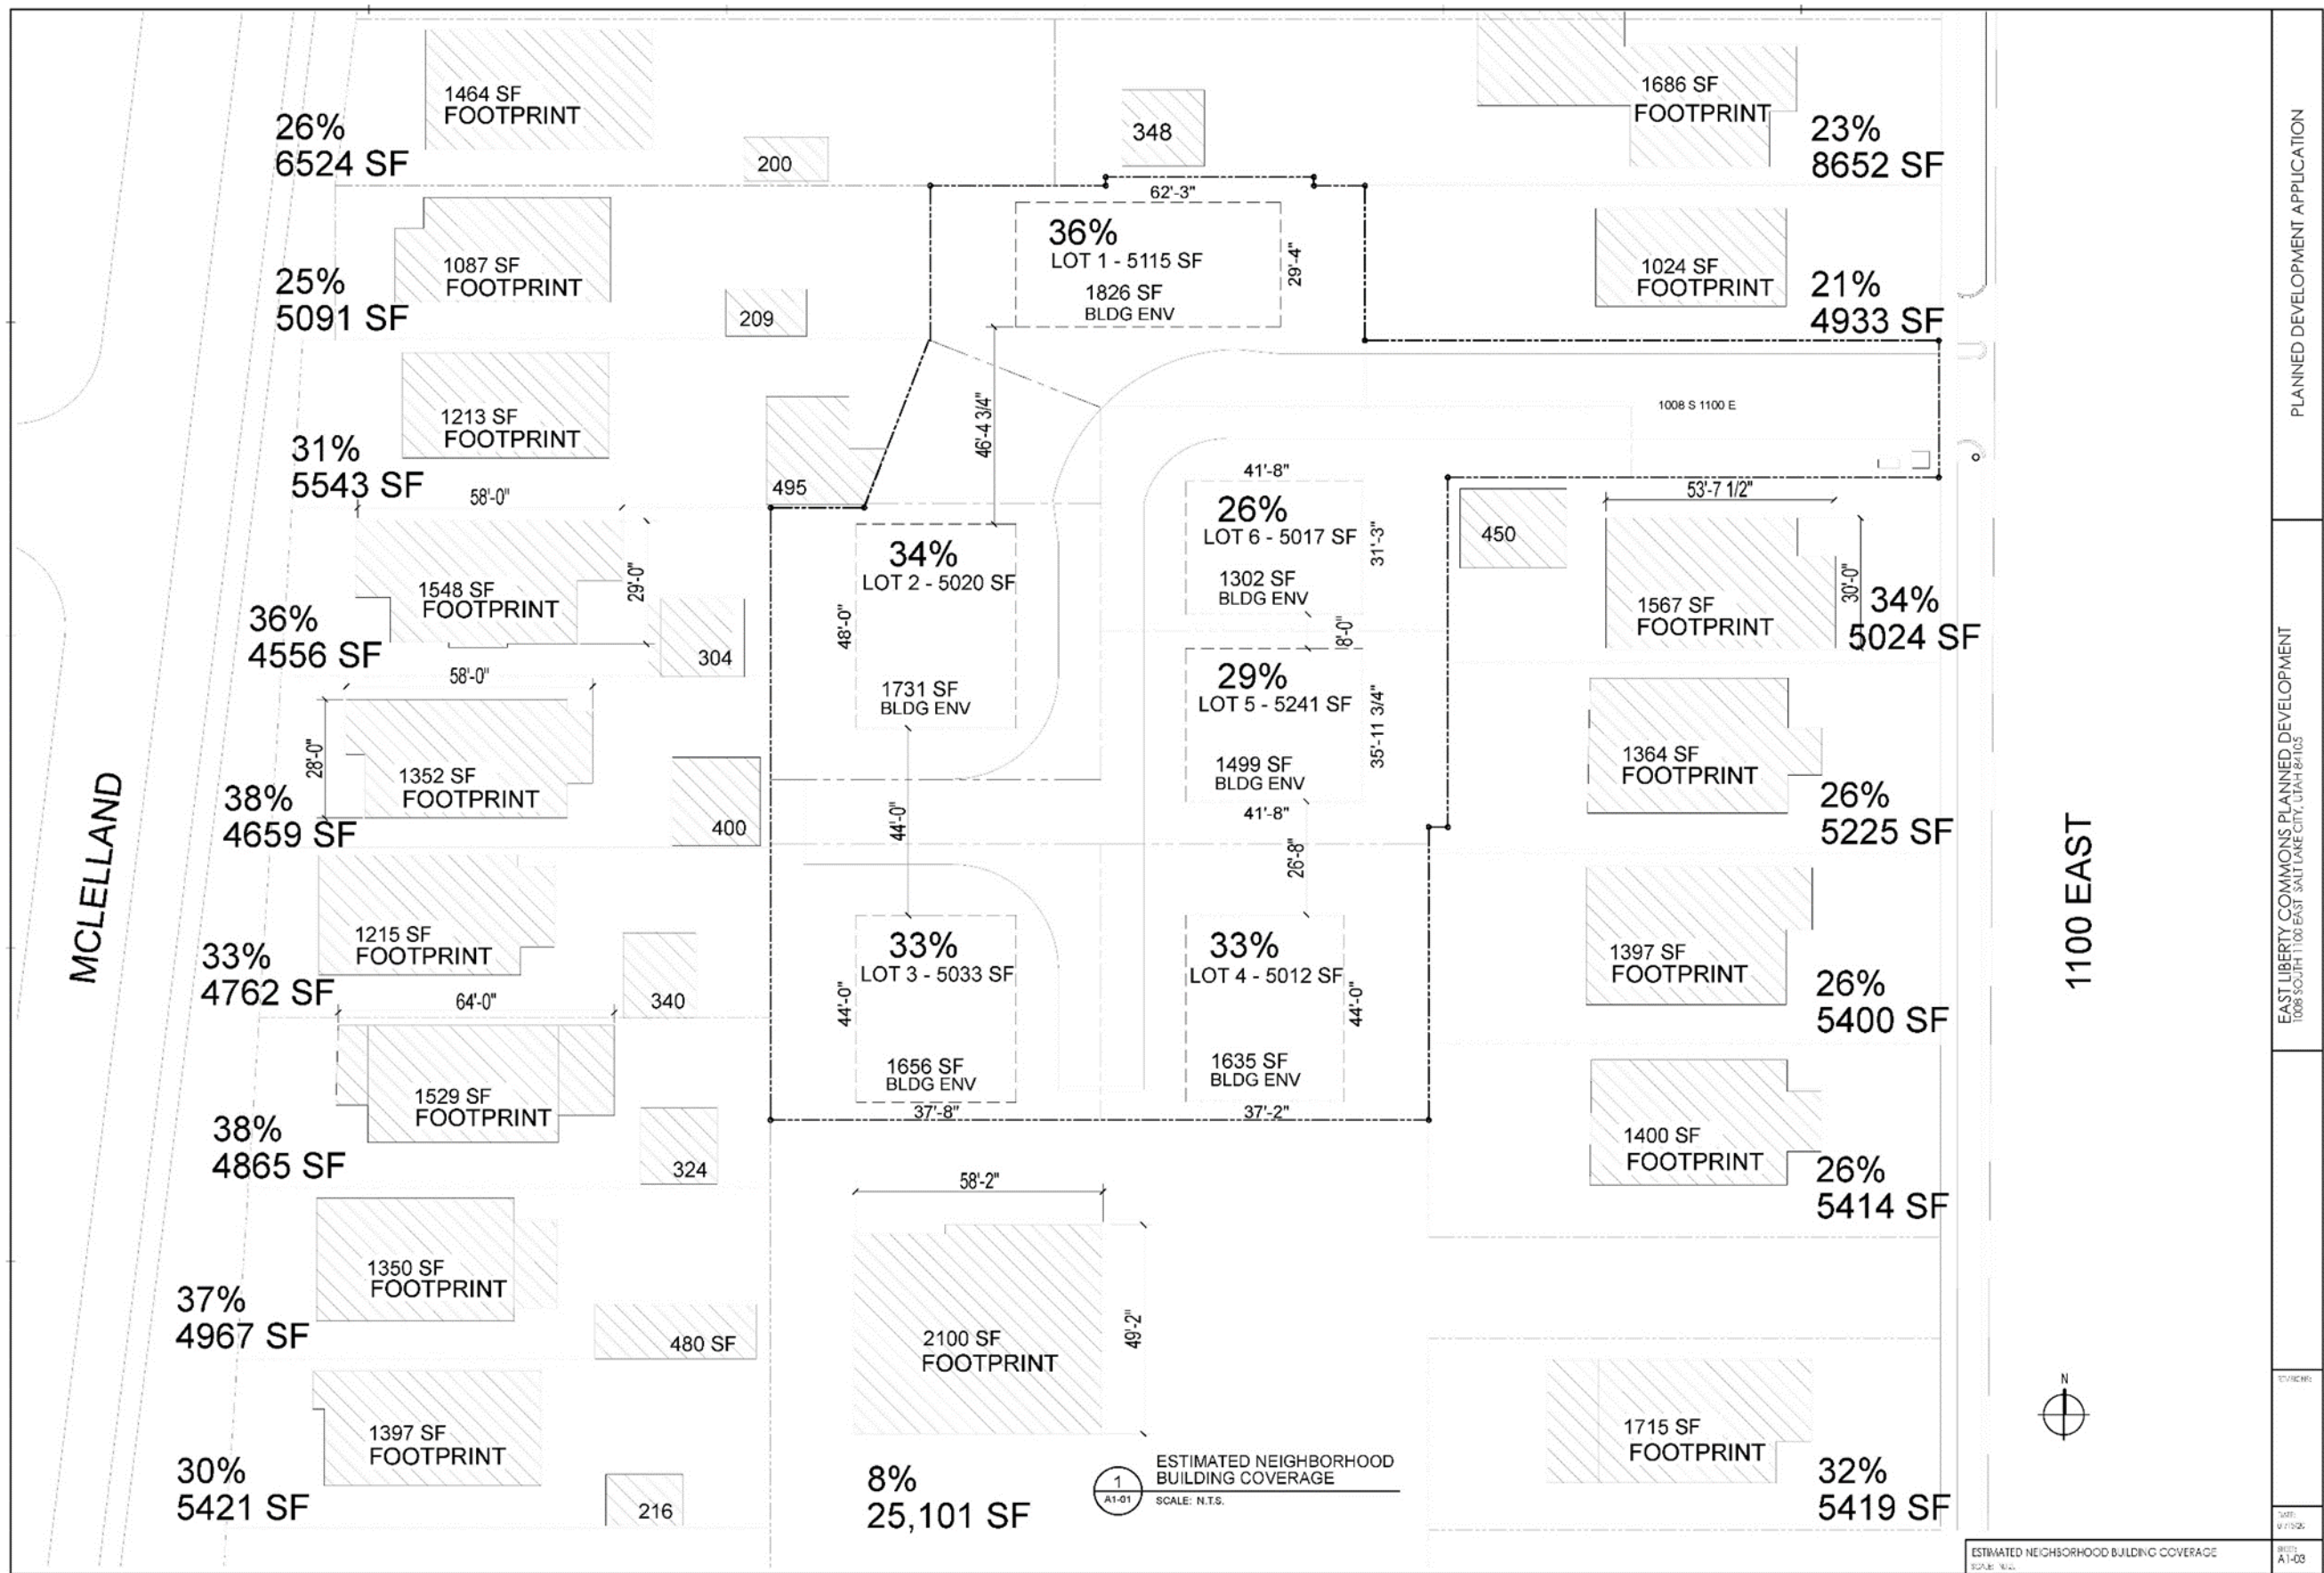 1464 SF
FOOTPRINT
26%
6524 SF
200
348
1686 SF
FOOTPRINT
23%
8652 SF
62'-3"
36%
LOT 1 - 5115 SF
1826 SF
BLDG ENV
29'-4"
1087 SF
FOOTPRINT
25%
5091 SF
209
1024 SF
FOOTPRINT
21%
4933 SF
1213 SF
FOOTPRINT
31%
5543 SF
495
46'-4 3/4"
1008 S 1100 E
58'-0"
29'-0"
1548 SF
FOOTPRINT
36%
4556 SF
304
34%
LOT 2 - 5020 SF
48'-0"
1731 SF
BLDG ENV
41'-8"
26%
LOT 6 - 5017 SF
31'-3"
1302 SF
BLDG ENV
8'-0"
450
53'-7 1/2"
30'-0"
1567 SF
FOOTPRINT
34%
5024 SF
58'-0"
28'-0"
1352 SF
FOOTPRINT
38%
4659 SF
400
44'-0"
29%
LOT 5 - 5241 SF
35'-11 3/4"
1499 SF
BLDG ENV
41'-8"
26'-8"
1364 SF
FOOTPRINT
26%
5225 SF
MCLELLAND
1100 EAST
1215 SF
FOOTPRINT
33%
4762 SF
340
33%
LOT 3 - 5033 SF
44'-0"
1656 SF
BLDG ENV
37'-8"
33%
LOT 4 - 5012 SF
44'-0"
1635 SF
BLDG ENV
37'-2"
1397 SF
FOOTPRINT
26%
5400 SF
64'-0"
1529 SF
FOOTPRINT
38%
4865 SF
324
1400 SF
FOOTPRINT
26%
5414 SF
1350 SF
FOOTPRINT
37%
4967 SF
480 SF
58'-2"
49'-2"
2100 SF
FOOTPRINT
8%
25,101 SF
1397 SF
FOOTPRINT
30%
5421 SF
216
1715 SF
FOOTPRINT
32%
5419 SF
N
1
A1-01
ESTIMATED NEIGHBORHOOD
BUILDING COVERAGE
SCALE: N.T.S.
PLANNED DEVELOPMENT APPLICATION
EAST LIBERTY COMMONS PLANNED DEVELOPMENT
1008 SOUTH 1100 EAST SALT LAKE CITY, UTAH 84105
ESTIMATED NEIGHBORHOOD BUILDING COVERAGE
A1-03